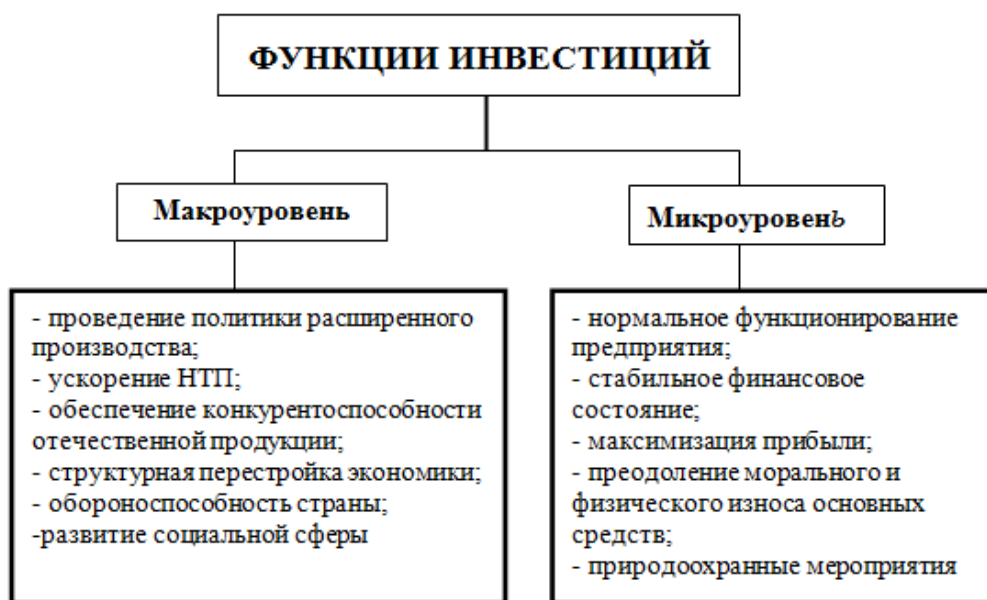 ФУНКЦИИ ИНВЕСТИЦИЙ
Макроуровень
Микроуровень
- проведение политики расширенного
производства;
- ускорение НТП;
- обеспечение конкурентоспособности
отечественной продукции;
- структурная перестройка экономики;
- обороноспособность страны;
-развитие социальной сферы
- нормальное функционирование
предприятия;
- стабильное финансовое
состояние;
- максимизация прибыли;
- преодоление морального и
физического износа основных
средств;
- природоохранные мероприятия